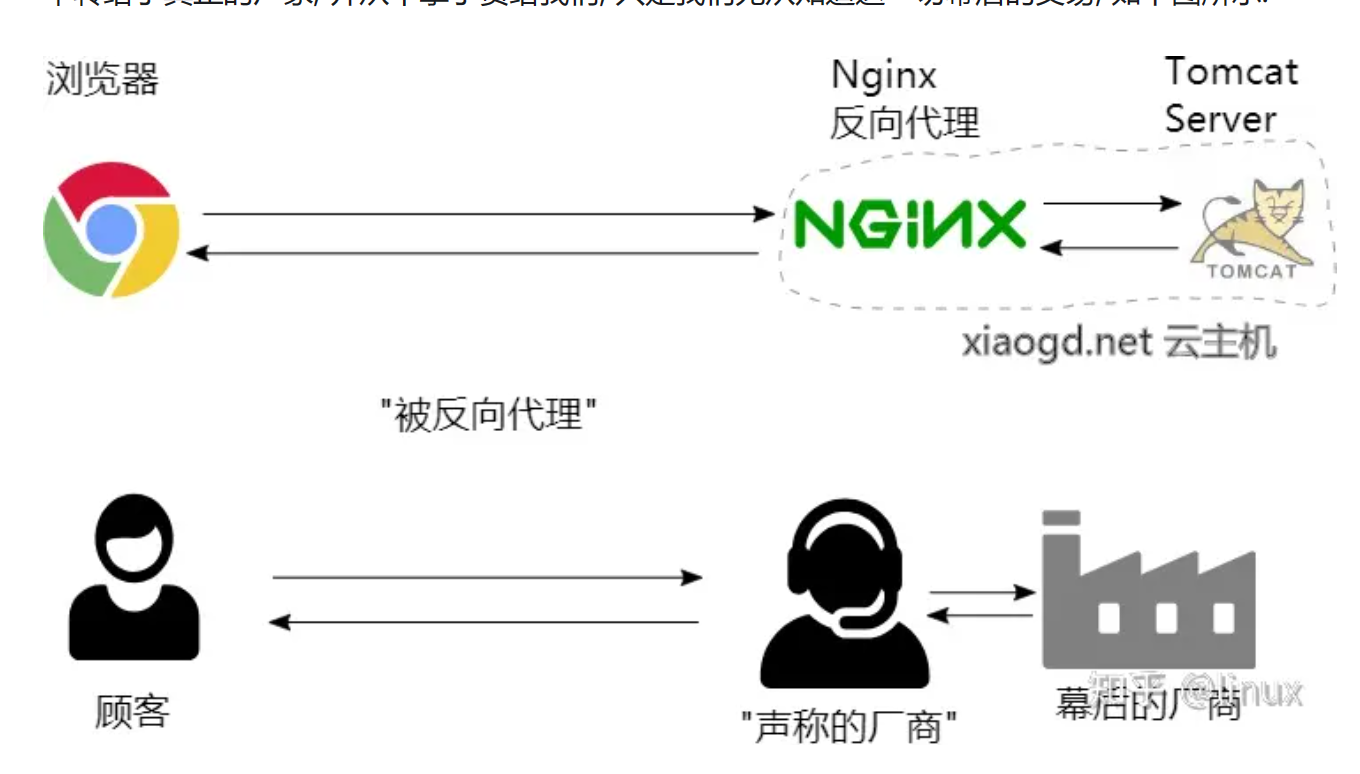 浏览器
Nginx
反向代理
Tomcat
Server
NGINX
TOMCAT
xiaogd.net 云主机
"被反向代理"
顾客
"声称的厂商"
幕后的厂商
知乎 @linux